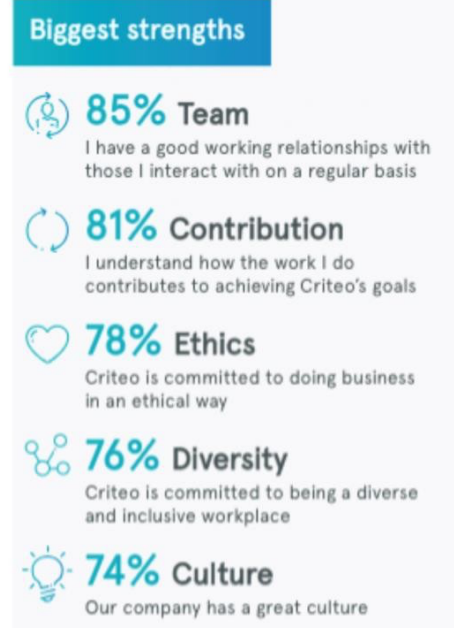 Biggest strengths
85% Team
I have a good working relationships with
those I interact with on a regular basis
81% Contribution
I understand how the work I do
contributes to achieving Criteo's goals
78% Ethics
Criteo is committed to doing business
in an ethical way
76% Diversity
Criteo is committed to being a diverse
and inclusive workplace
74% Culture
Our company has a great culture